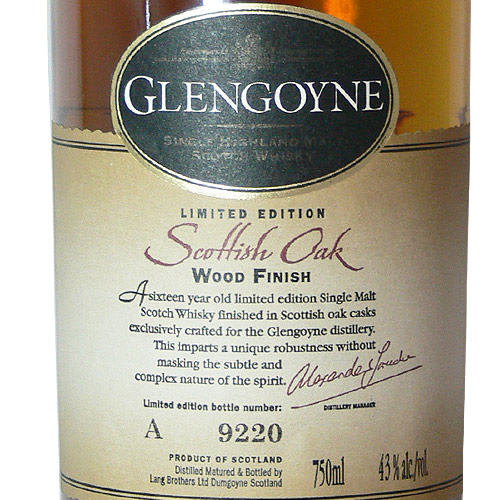 GLENGOYNE
SINGLE HIGHLAND MALT
SCOTCH WHISKY
LIMITED EDITION
Scottish Oak
WOOD FINISH
A sixteen year old limited edition Single Malt
Scotch Whisky finished in Scottish oak casks
exclusively crafted for the Glengoyne distillery.
This imparts a unique robustness without
masking the subtle and
complex nature of the spirit.
DISTILLERY MANAGER
Limited edition bottle number:
A 9220
PRODUCT OF SCOTLAND
Distilled Matured & Bottled by
Lang Brothers Ltd Dumgoyne Scotland
750ml 43% alc/vol.